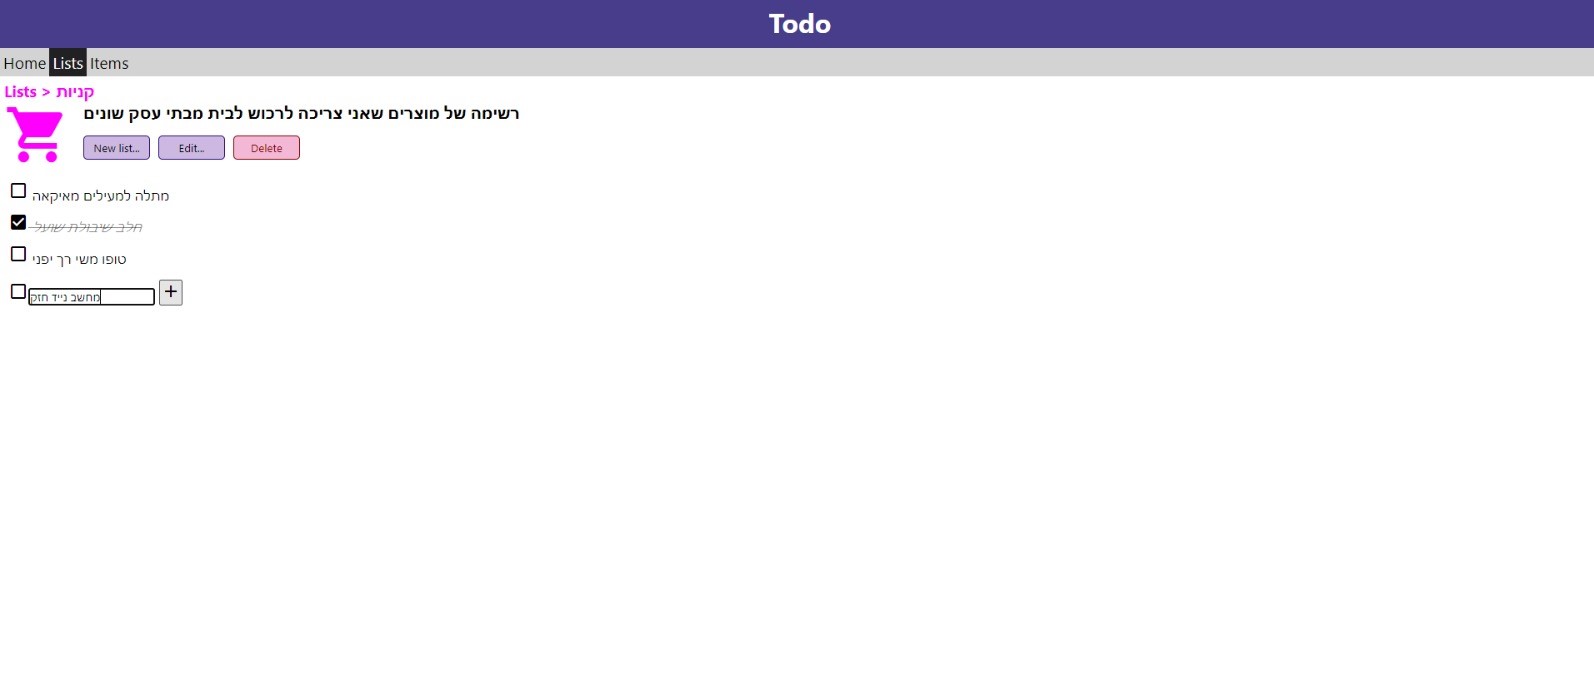 Todo
Home Lists Items
Lists > קניות
רשימה של מוצרים שאני צריכה לרכוש לבית מבתי עסק שונים
New list... Edit... Delete
מתלה למעילים מאיקאה
חלב שיבולת שועל
טופו משי רך יפני
מחשב נייד חזק +